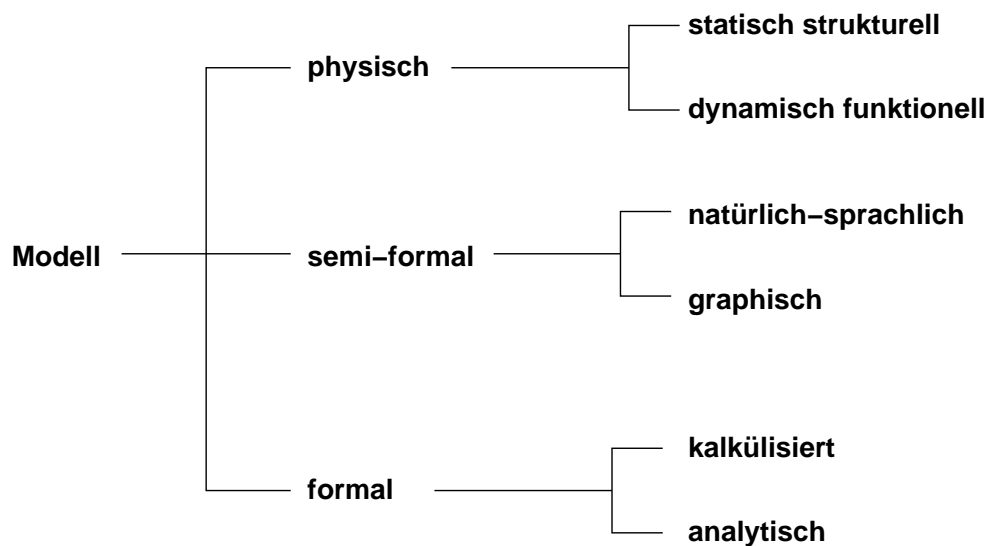 statisch strukturell
physisch
dynamisch funktionell
natürlich−sprachlich
Modell
semi−formal
graphisch
kalkülisiert
formal
analytisch